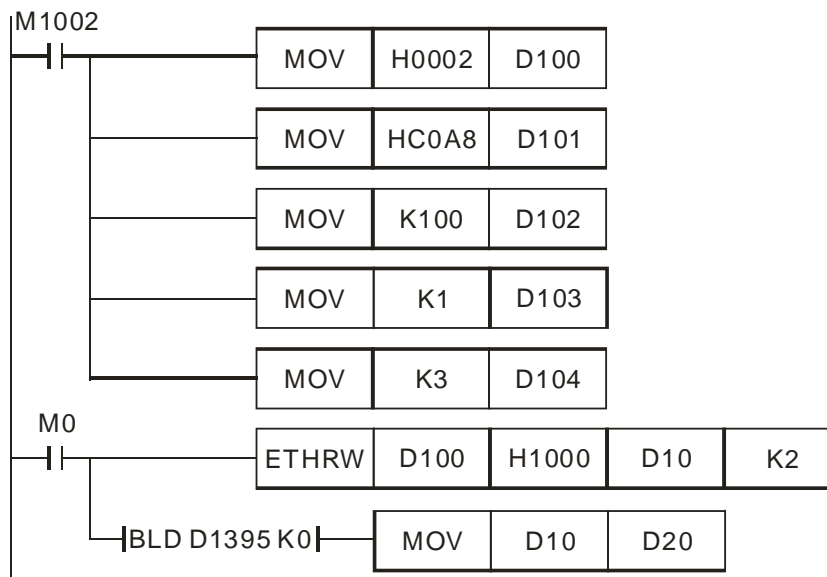 M1002
MOV H0002 D100
MOV HC0A8 D101
MOV K100 D102
MOV K1 D103
MOV K3 D104
M0
ETHRW D100 H1000 D10 K2
BLD D1395 K0 MOV D10 D20